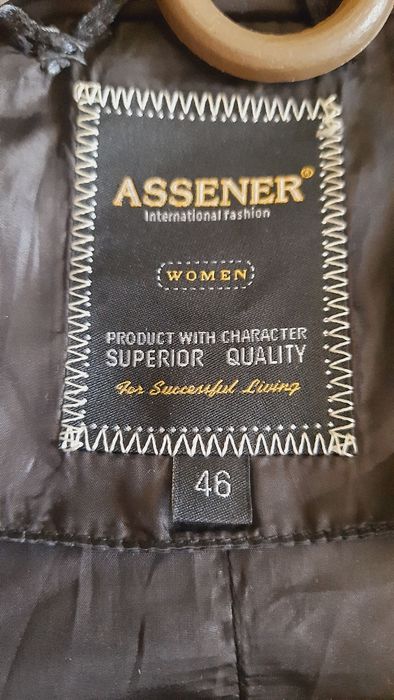 ASSENER®
International fashion
WOMEN
PRODUCT WITH CHARACTER
SUPERIOR QUALITY
For Successful Living
46